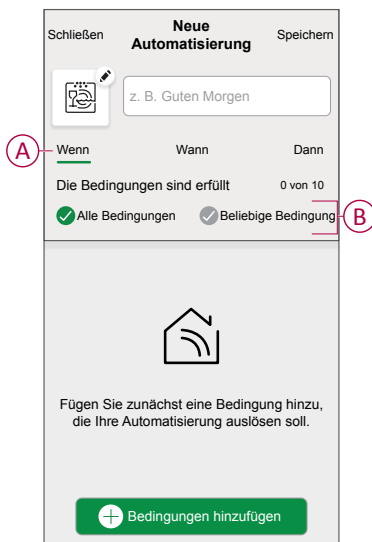 Schließen Neue Automatisierung Speichern
z. B. Guten Morgen
A Wenn Wann Dann
Die Bedingungen sind erfüllt 0 von 10
Alle Bedingungen Beliebige Bedingung B
Fügen Sie zunächst eine Bedingung hinzu,
die Ihre Automatisierung auslösen soll.
Bedingungen hinzufügen